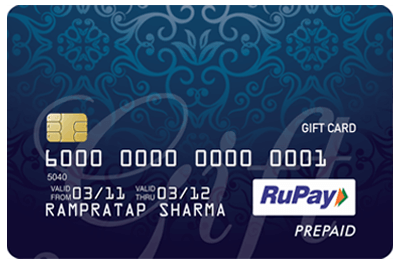 Gift
GIFT CARD
6000 0000 0000 0001
5040
VALID FROM 03/11 VALID THRU 03/12
RAMPRATAP SHARMA
RuPay
PREPAID